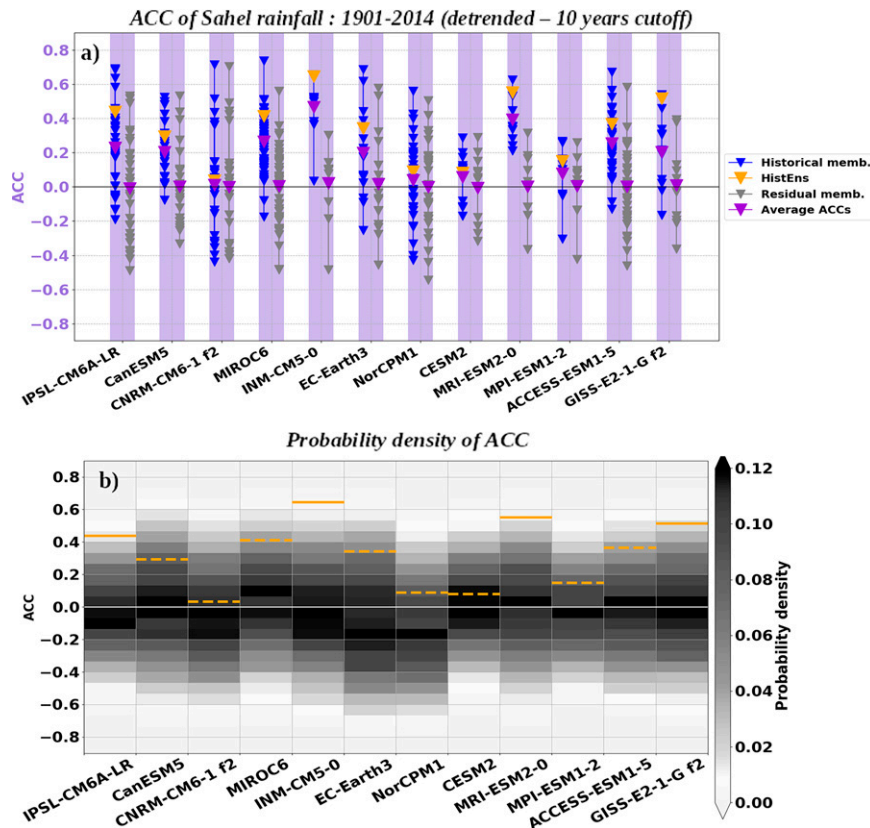 ACC of Sahel rainfall : 1901-2014 (detrended – 10 years cutoff)
a)
0.8
0.6
0.4
0.2
0.0
−0.2
−0.4
−0.6
−0.8
ACC
Historical memb.
HistEns
Residual memb.
Average ACCs
IPSL-CM6A-LR
CanESM5
CNRM-CM6-1 f2
MIROC6
INM-CM5-0
EC-Earth3
NorCPM1
CESM2
MRI-ESM2-0
MPI-ESM1-2
ACCESS-ESM1-5
GISS-E2-1-G f2
Probability density of ACC
b)
0.8
0.6
0.4
0.2
0.0
−0.2
−0.4
−0.6
−0.8
ACC
0.12
0.10
0.08
0.06
0.04
0.02
0.00
Probability density
IPSL-CM6A-LR
CanESM5
CNRM-CM6-1 f2
MIROC6
INM-CM5-0
EC-Earth3
NorCPM1
CESM2
MRI-ESM2-0
MPI-ESM1-2
ACCESS-ESM1-5
GISS-E2-1-G f2